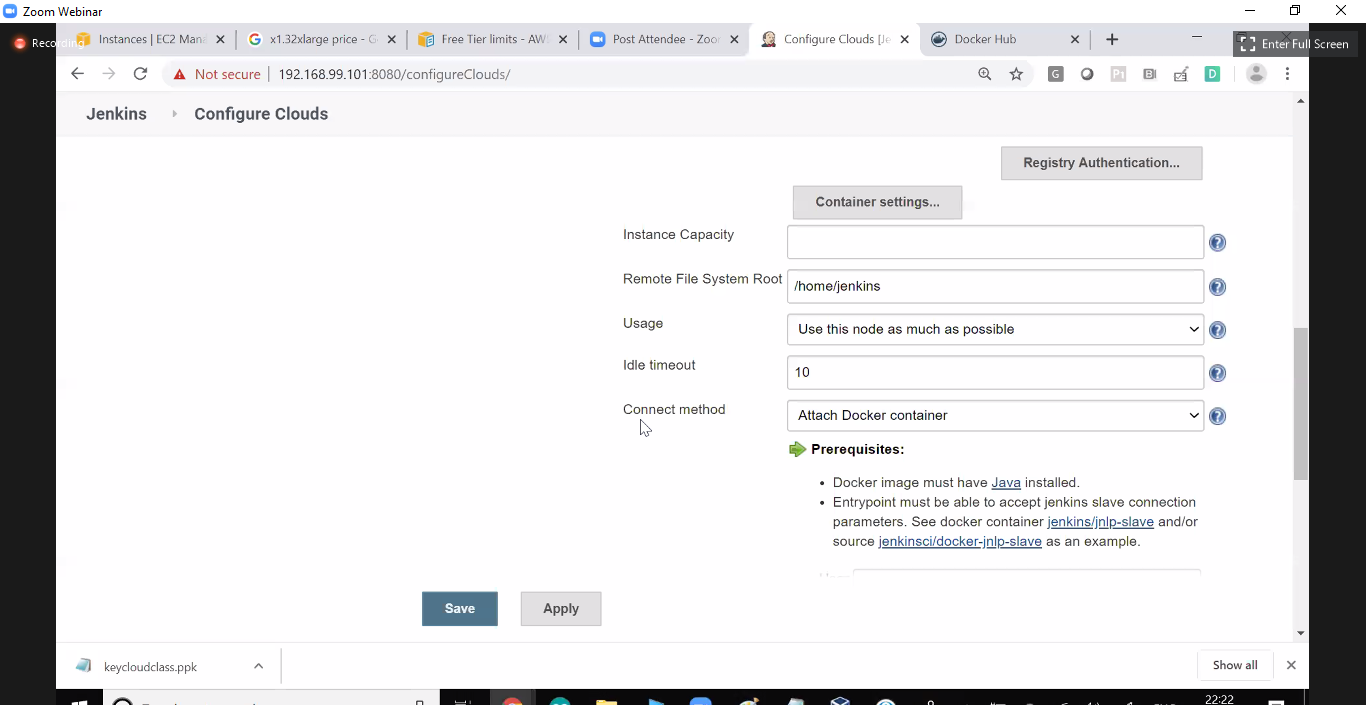 Zoom Webinar
Recording
Instances | EC2 Man
x1.32xlarge price - G
Free Tier limits - AW
Post Attendee - Zoo
Configure Clouds [Je
Docker Hub
Enter Full Screen
Not secure
192.168.99.101:8080/configureClouds/
Jenkins
Configure Clouds
Registry Authentication...
Container settings...
Instance Capacity
Remote File System Root
/home/jenkins
Usage
Use this node as much as possible
Idle timeout
10
Connect method
Attach Docker container
Prerequisites:
• Docker image must have Java installed.
• Entrypoint must be able to accept jenkins slave connection
parameters. See docker container jenkins/jnlp-slave and/or
source jenkinsci/docker-jnlp-slave as an example.
Save
Apply
keycloudclass.ppk
Show all
22:22